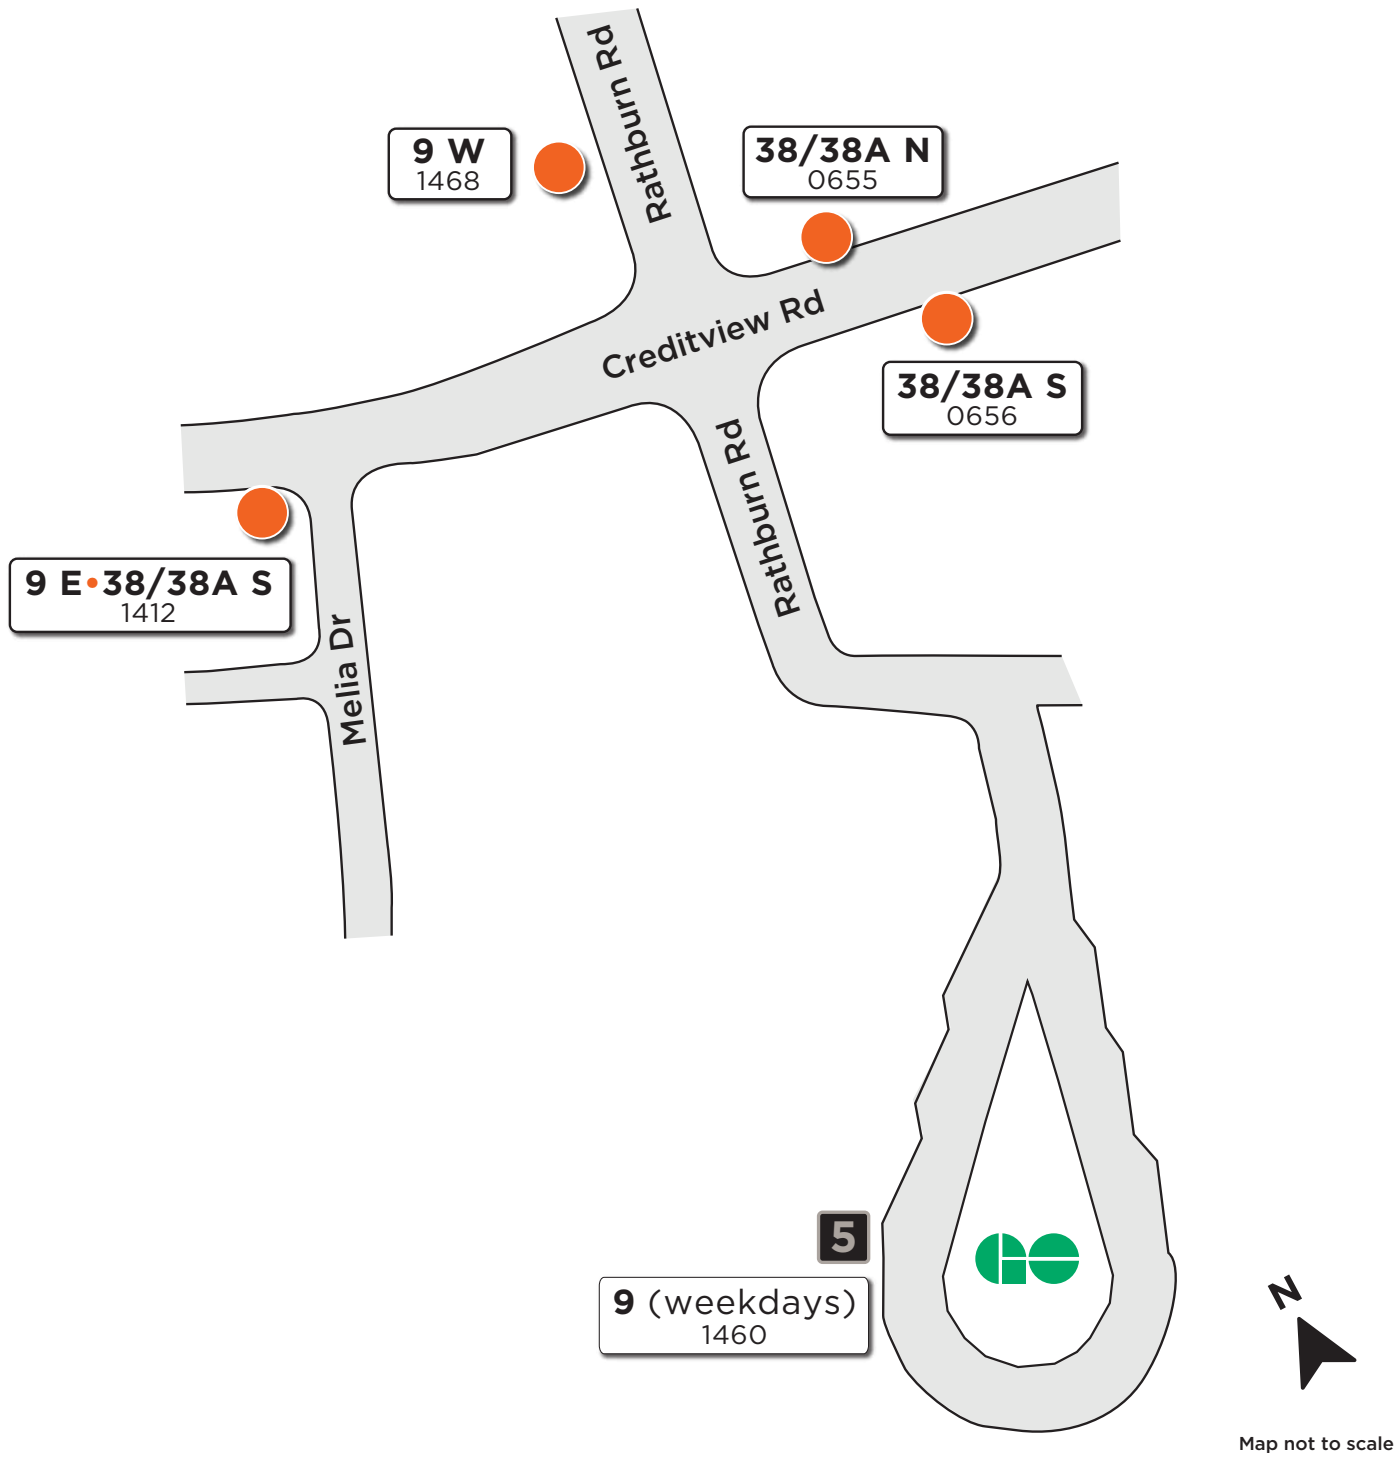 Rathburn Rd
9 W
1468
38/38A N
0655
Creditview Rd
38/38A S
0656
Rathburn Rd
9 E•38/38A S
1412
Melia Dr
5
GO
9 (weekdays)
1460
N
Map not to scale